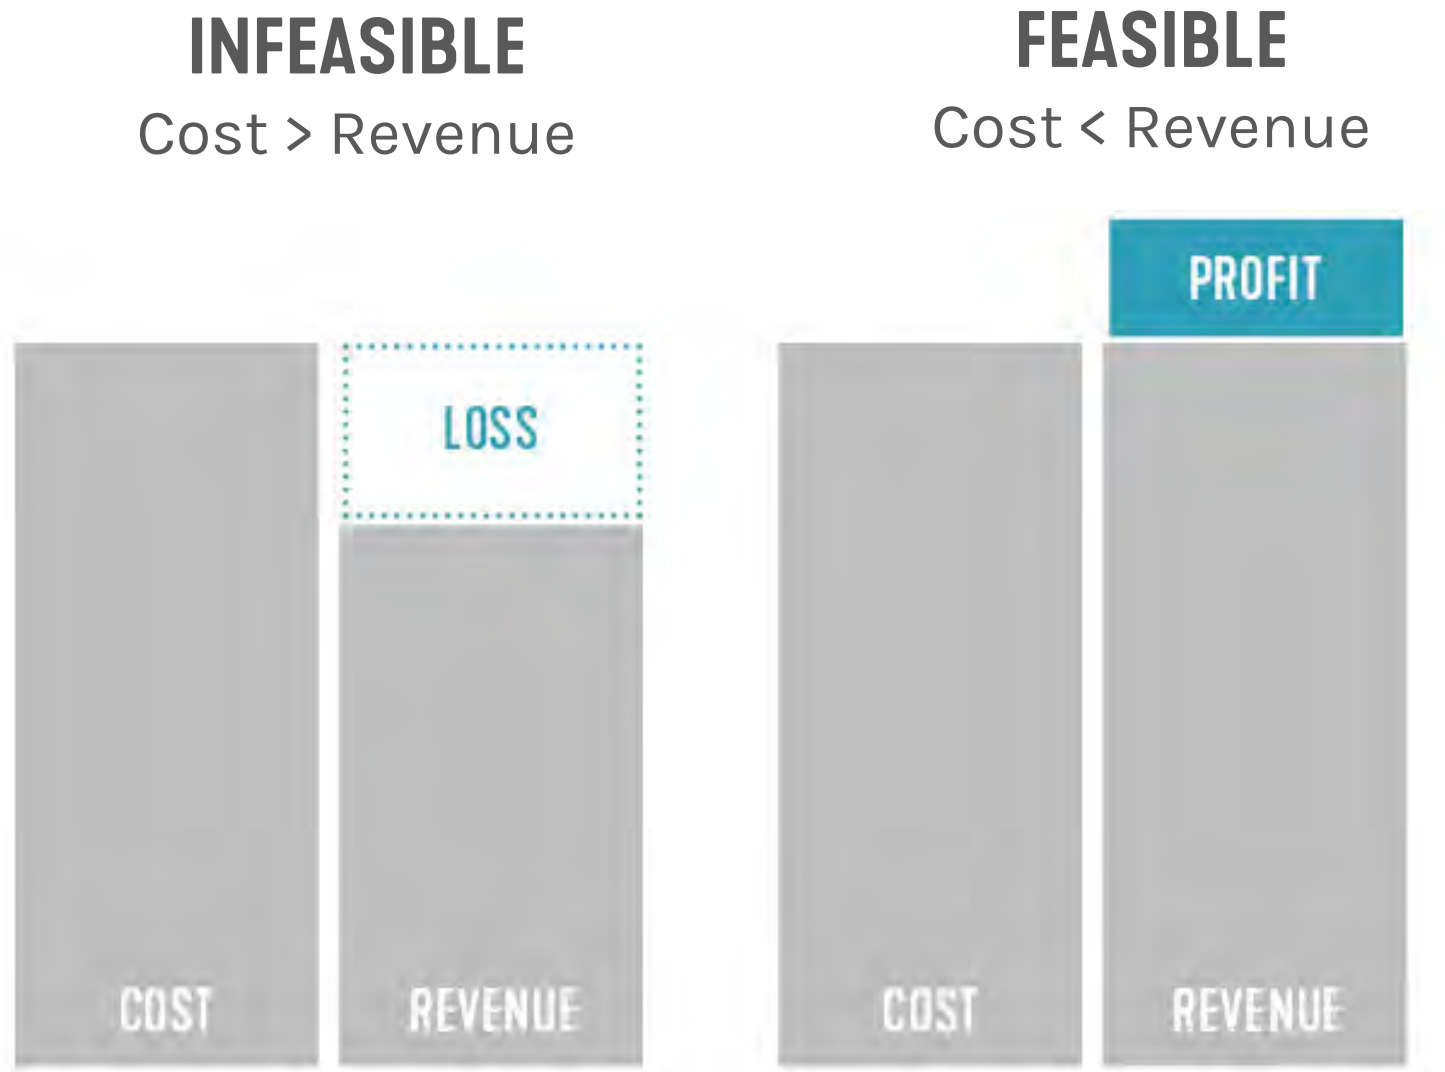 INFEASIBLE
Cost > Revenue
LOSS
COST
REVENUE
FEASIBLE
Cost < Revenue
PROFIT
COST
REVENUE